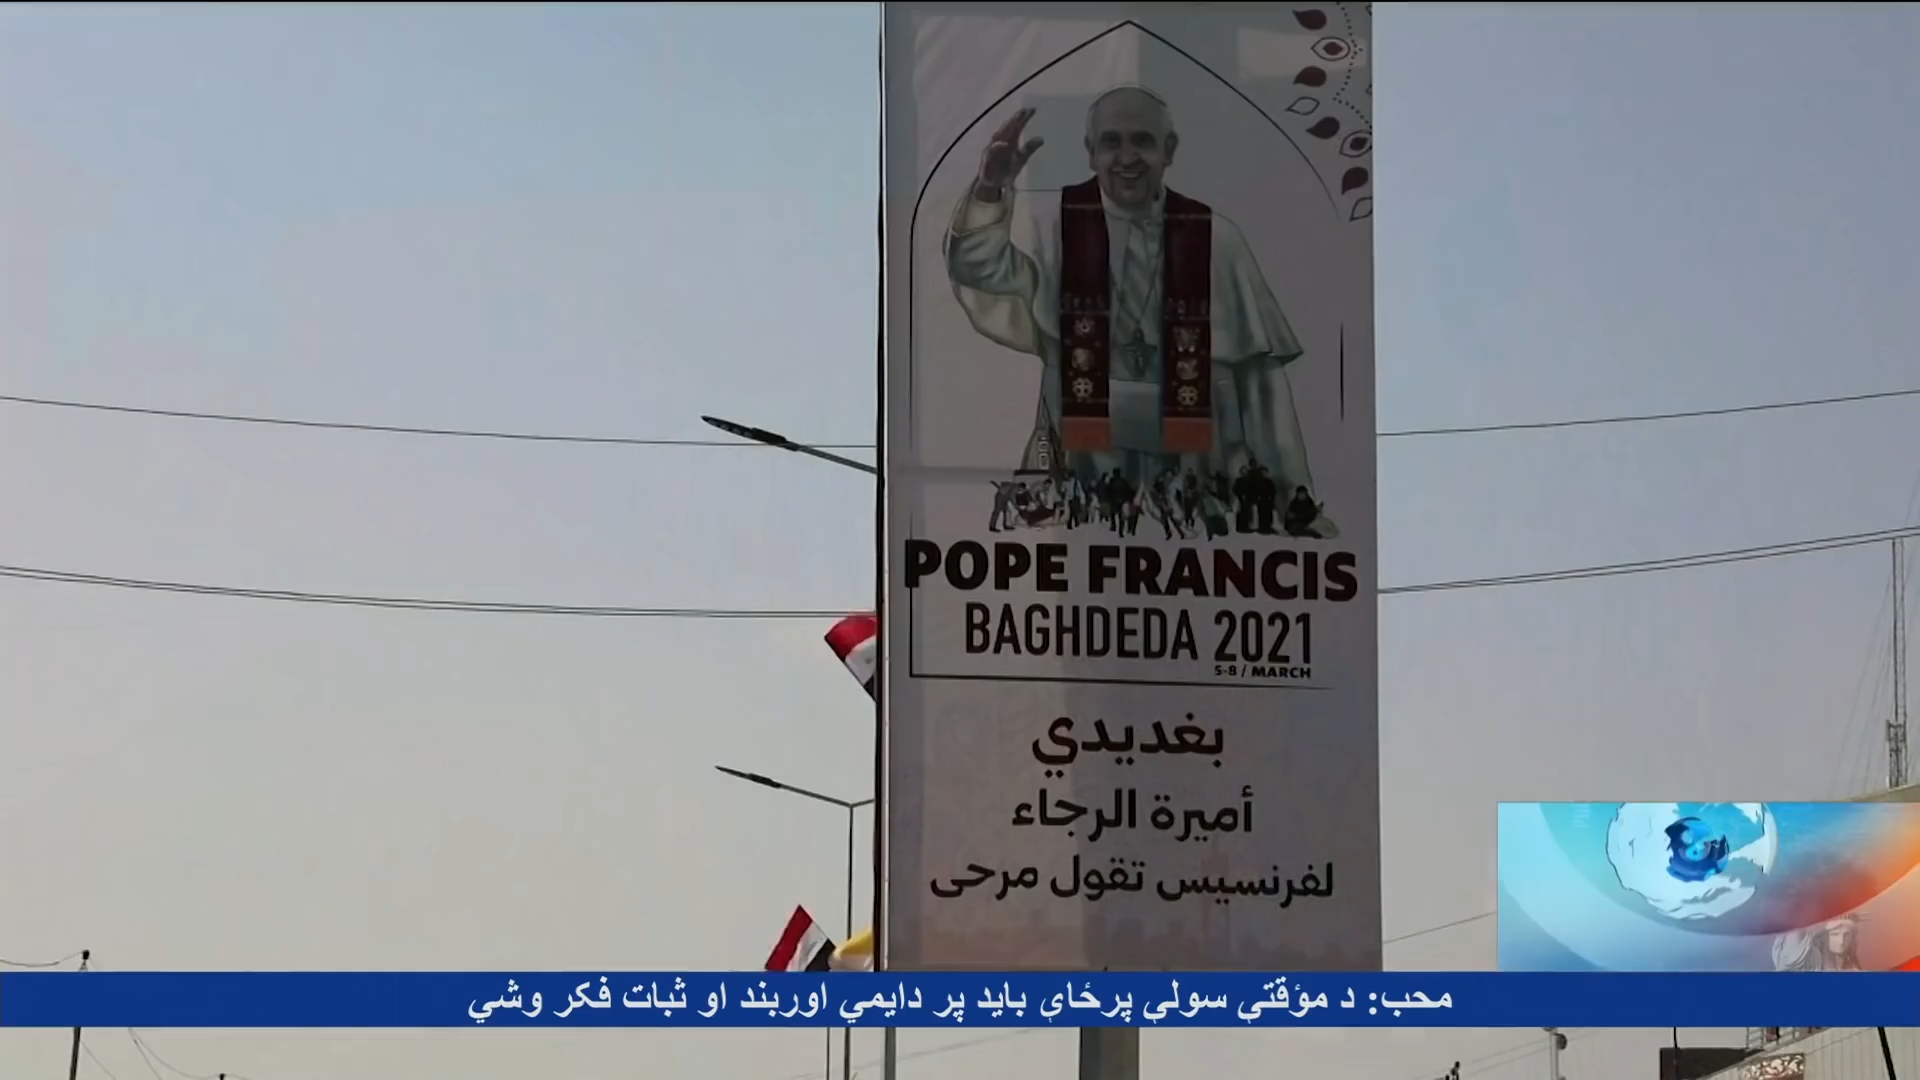 POPE FRANCIS
BAGHDEDA 2021
5-8 / MARCH
بغديدي
أميرة الرجاء
لفرنسيس تقول مرحى
محب: د مؤقتې سولې پرځای باید پر دایمي اوربند او ثبات فکر وشي